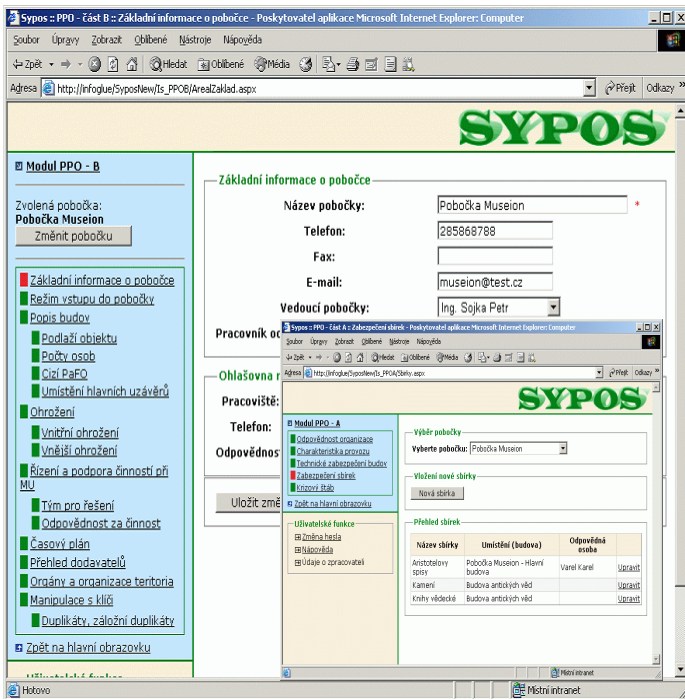 Sypos :: PPO - část B :: Základní informace o pobočce - Poskytovatel aplikace Microsoft Internet Explorer: Computer
Soubor Úpravy Zobrazit Oblíbené Nástroje Nápověda
Zpět Hledat Oblíbené Média
Adresa http://infoglue/SyposNew/Is_PPOB/ArealZaklad.aspx Přejít Odkazy »
SYPOS
Modul PPO - B
Zvolená pobočka:
Pobočka Museion
Změnit pobočku
Základní informace o pobočce
Režim vstupu do pobočky
Popis budov
Podlaží objektu
Počty osob
Cizí PaFO
Umístění hlavních uzávěrů
Ohrožení
Vnitřní ohrožení
Vnější ohrožení
Řízení a podpora činností při
MU
Tým pro řešení
Odpovědnost za činnost
Časový plán
Přehled dodavatelů
Orgány a organizace teritoria
Manipulace s klíči
Duplikáty, záložní duplikáty
Zpět na hlavní obrazovku
Uživatelské funkce
Základní informace o pobočce
Název pobočky: Pobočka Museion *
Telefon: 285868788
Fax:
E-mail: museion@test.cz
Vedoucí pobočky: Ing. Sojka Petr
Pracovník
Ohlašovna
Pracoviště:
Telefon:
Uložit
Hotovo Místní intranet
Sypos :: PPO - část A :: Zabezpečení sbírek - Poskytovatel aplikace Microsoft Internet Explorer: Computer
Soubor Úpravy Zobrazit Oblíbené Nástroje Nápověda
Zpět Hledat Oblíbené Média
Adresa http://infoglue/SyposNew/Is_PPOA/Sbirky.aspx Přejít Odkazy »
SYPOS
Modul PPO - A
Odpovědnost organizace
Charakteristika provozu
Technické zabezpečení budov
Zabezpečení sbírek
Krizový štáb
Zpět na hlavní obrazovku
Uživatelské funkce
Změna hesla
Nápověda
Údaje o zpracovateli
Výběr pobočky
Vyberte pobočku: Pobočka Museion
Vložení nové sbírky
Nová sbírka
Přehled sbírek
Název sbírky Umístění (budova) Odpovědná osoba
Aristotelovy spisy Pobočka Museion - Hlavní budova Varel Karel Upravit
Kamení Budova antických věd Upravit
Knihy vědecké Budova antických věd Upravit
Místní intranet